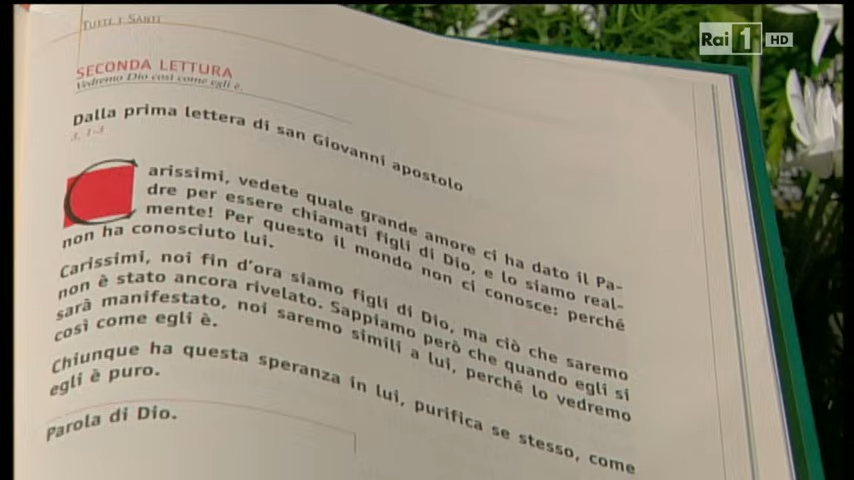 TUTTI I SANTI
Rai 1 HD
SECONDA LETTURA
Vedremo Dio così come egli è.
Dalla prima lettera di san Giovanni apostolo
3, 1-3
Carissimi, vedete quale grande amore ci ha dato il Pa-
dre per essere chiamati figli di Dio, e lo siamo real-
mente! Per questo il mondo non ci conosce: perché
non ha conosciuto lui.
Carissimi, noi fin d'ora siamo figli di Dio, ma ciò che saremo
non è stato ancora rivelato. Sappiamo però che quando egli si
sarà manifestato, noi saremo simili a lui, perché lo vedremo
così come egli è.
Chiunque ha questa speranza in lui, purifica se stesso, come
egli è puro.
Parola di Dio.